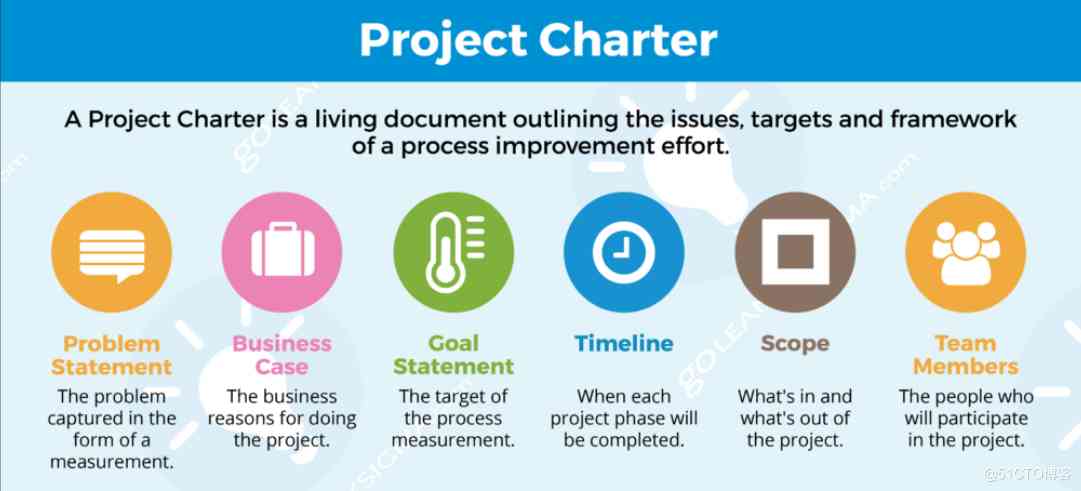 Project Charter
A Project Charter is a living document outlining the issues, targets and framework
of a process improvement effort.
Problem
Statement
The problem
captured in the
form of a
measurement.
Business
Case
The business
reasons for doing
the project.
Goal
Statement
The target of
the process
measurement.
Timeline
When each
project phase will
be completed.
Scope
What's in and
what's out of
the project.
Team
Members
The people who
will participate
in the project.
@51CTO博客